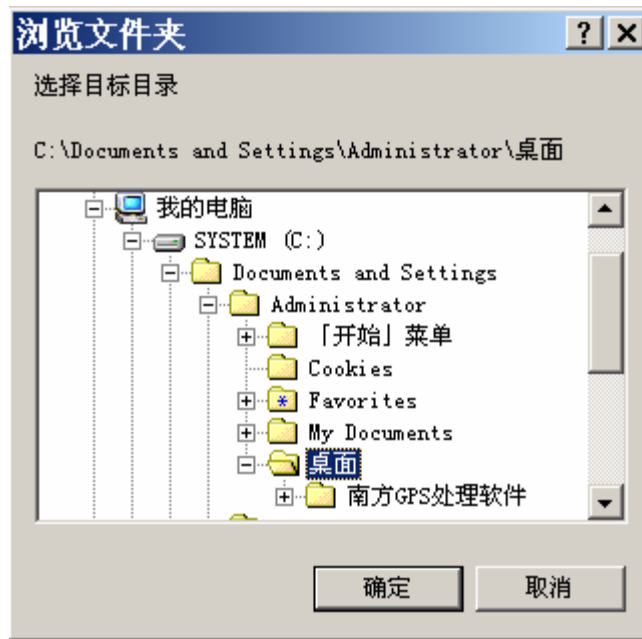 浏览文件夹
选择目标目录
C:\Documents and Settings\Administrator\桌面
我的电脑
SYSTEM (C:)
Documents and Settings
Administrator
「开始」菜单
Cookies
Favorites
My Documents
桌面
南方GPS处理软件
确定 取消